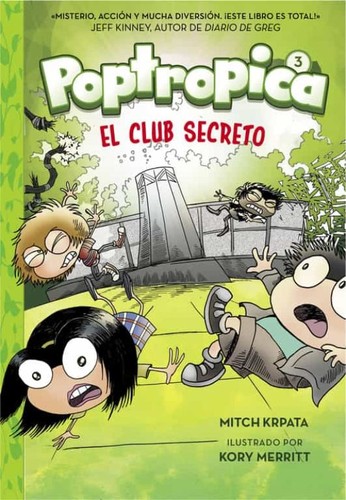 «MISTERIO, ACCIÓN Y MUCHA DIVERSIÓN. ¡ESTE LIBRO ES TOTAL!»
JEFF KINNEY, AUTOR DE DIARIO DE GREG
Poptropica
3
EL CLUB SECRETO
MITCH KRPATA
ILUSTRADO POR
KORY MERRITT